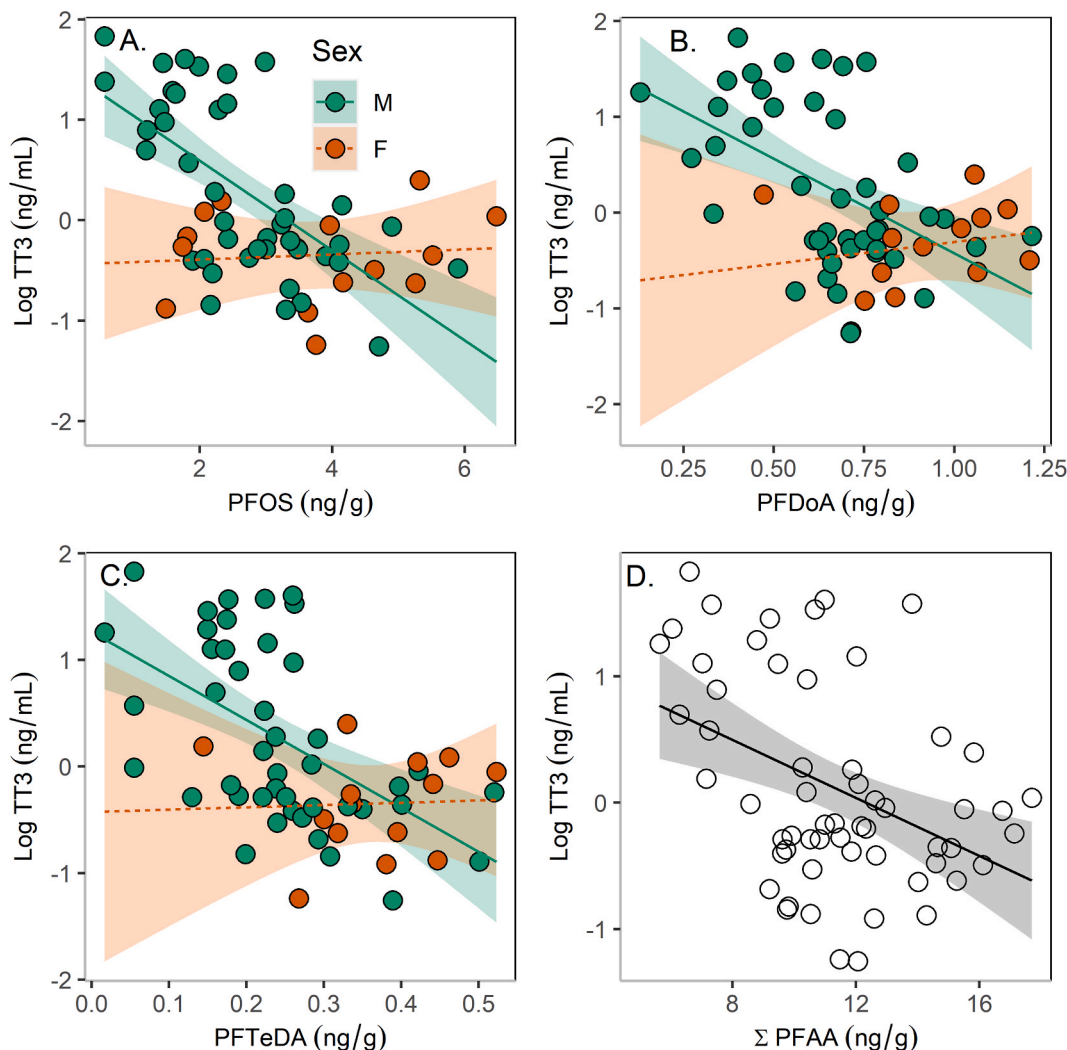 A.
Sex
M
F
2
1
0
-1
-2
Log TT3 (ng/mL)
2 4 6
PFOS (ng/g)
B.
2
1
0
-1
-2
Log TT3 (ng/mL)
0.25 0.50 0.75 1.00 1.25
PFDoA (ng/g)
C.
2
1
0
-1
-2
Log TT3 (ng/mL)
0.0 0.1 0.2 0.3 0.4 0.5
PFTeDA (ng/g)
D.
1
0
-1
Log TT3 (ng/mL)
8 12 16
Σ PFAA (ng/g)